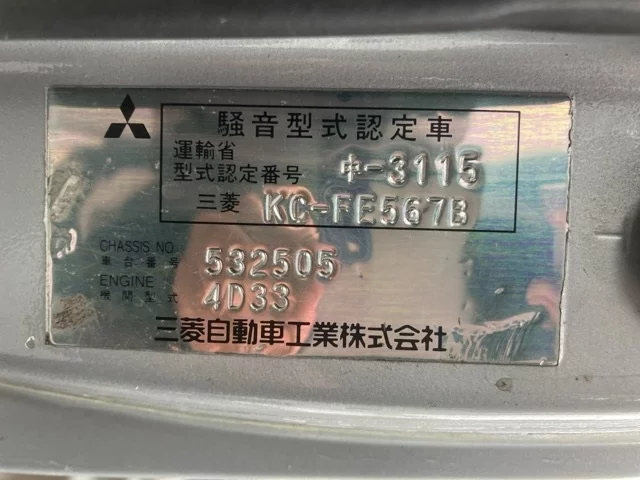 騒音型式認定車
運輸省
型式認定番号 中-3115
三菱 KC-FE567B
CHASSIS NO.
車台番号 532505
ENGINE
機関型式 4D33
三菱自動車工業株式会社